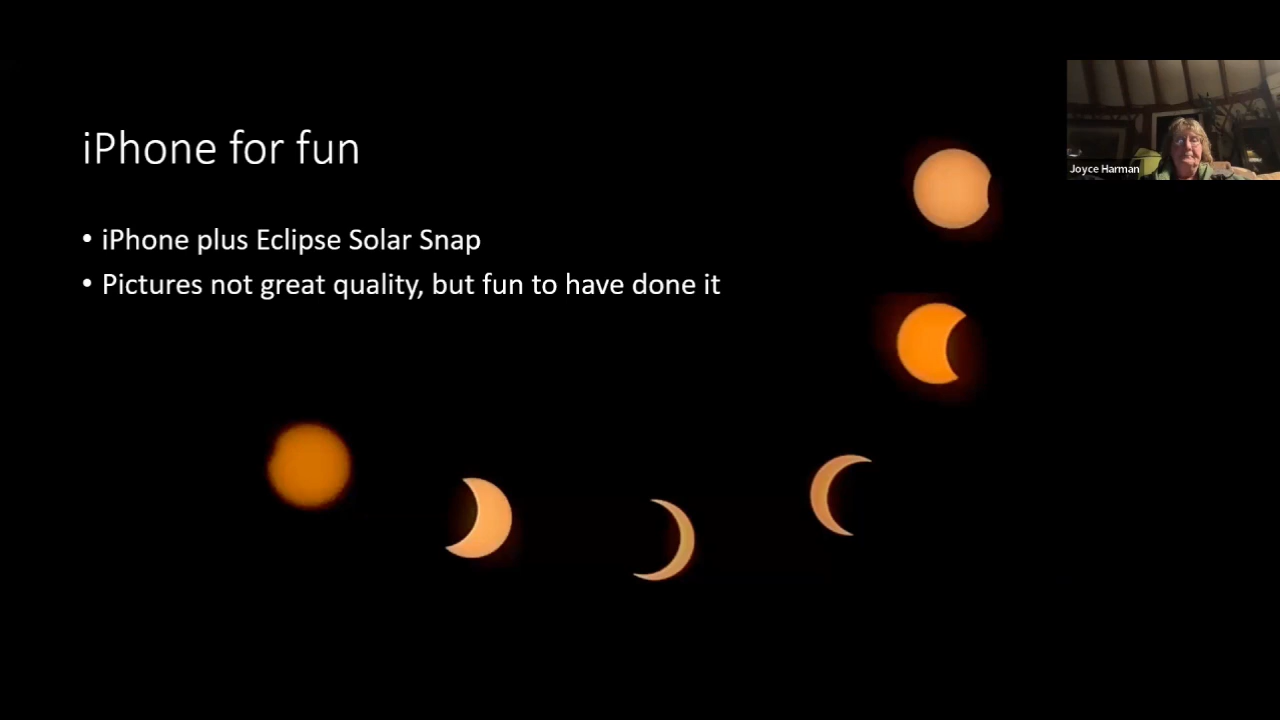 iPhone for fun
• iPhone plus Eclipse Solar Snap
• Pictures not great quality, but fun to have done it
Joyce Harman